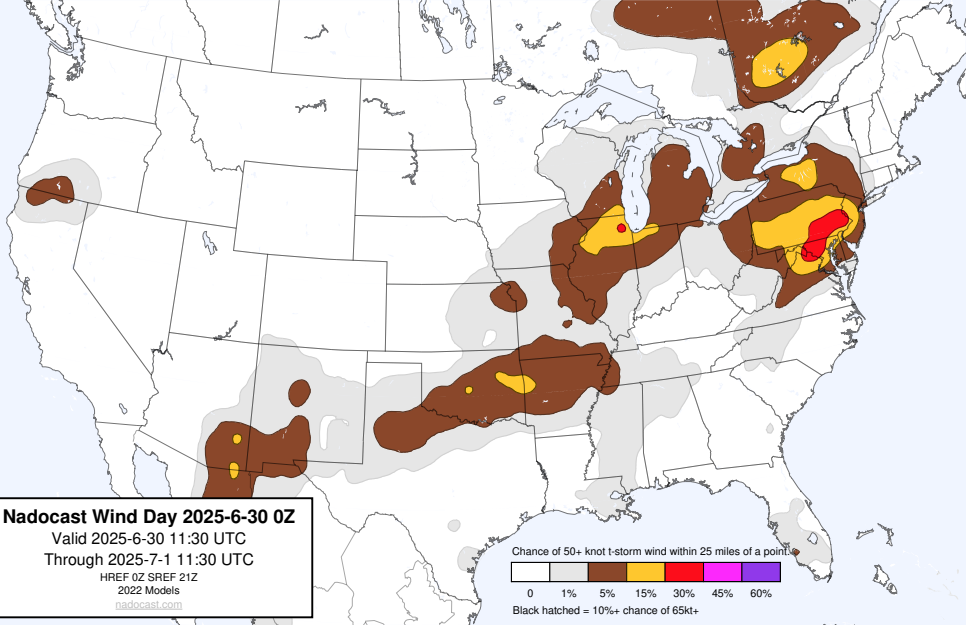 Nadocast Wind Day 2025-6-30 0Z
Valid 2025-6-30 11:30 UTC
Through 2025-7-1 11:30 UTC
HREF 0Z SREF 21Z
2022 Models
nadocast.com
Chance of 50+ knot t-storm wind within 25 miles of a point.
0 1% 5% 15% 30% 45% 60%
Black hatched = 10%+ chance of 65kt+